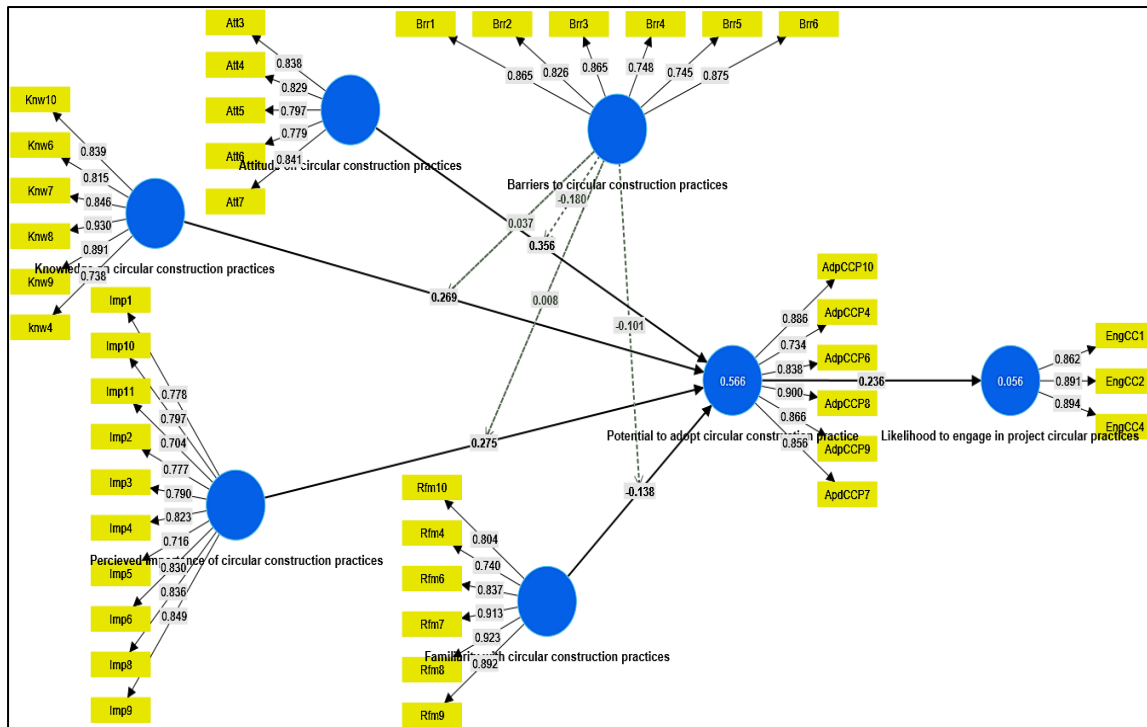 Att3
Att4
Att5
Att6
Att7
0.838
0.829
0.797
0.779
0.841
Attitude on circular construction practices
Brr1
Brr2
Brr3
Brr4
Brr5
Brr6
0.865
0.826
0.865
0.748
0.745
0.875
Barriers to circular construction practices
Knw10
Knw6
Knw7
Knw8
Knw9
knw4
0.839
0.815
0.846
0.930
0.891
0.738
Knowledge on circular construction practices
0.037
-0.180
0.356
0.269
0.008
-0.101
0.275
-0.138
Imp1
Imp10
Imp11
Imp2
Imp3
Imp4
Imp5
Imp6
Imp8
Imp9
0.778
0.797
0.704
0.777
0.790
0.823
0.716
0.830
0.836
0.849
Percieved importance of circular construction practices
Rfm10
Rfm4
Rfm6
Rfm7
Rfm8
Rfm9
0.804
0.740
0.837
0.913
0.923
0.892
Familiarity with circular construction practices
0.566
AdpCCP10
AdpCCP4
AdpCCP6
AdpCCP8
AdpCCP9
ApdCCP7
0.886
0.734
0.838
0.900
0.866
0.856
Potential to adopt circular construction practice
0.236
0.056
EngCC1
EngCC2
EngCC4
0.862
0.891
0.894
Likelihood to engage in project circular practices